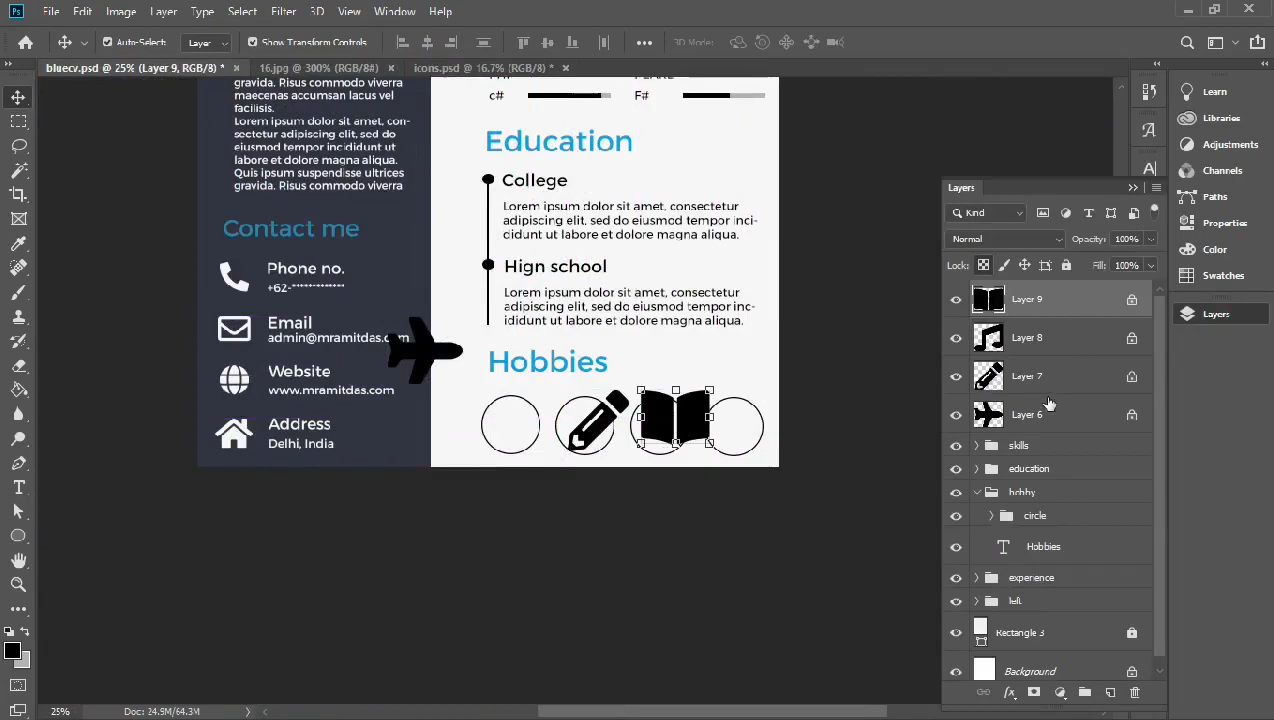 File Edit Image Layer Type Select Filter 3D View Window Help
Auto-Select: Layer Show Transform Controls 3D Mode:
bluecv.psd @ 25% (Layer 9, RGB/8) * × 16.jpg @ 300% (RGB/8#) × icons.psd @ 16.7% (RGB/8) * ×
gravida. Risus commodo viverra
maecenas accumsan lacus vel
facilisis.
Lorem ipsum dolor sit amet, con-
sectetur adipiscing elit, sed do
eiusmod tempor incididunt ut
labore et dolore magna aliqua.
Quis ipsum suspendisse ultrices
gravida. Risus commodo viverra
Contact me
Phone no.
+62-*************
Email
admin@mramitdas.com
Website
www.mramitdas.com
Address
Delhi, India
c# F#
Education
College
Lorem ipsum dolor sit amet, consectetur
adipiscing elit, sed do eiusmod tempor inci-
didunt ut labore et dolore magna aliqua.
Hign school
Lorem ipsum dolor sit amet, consectetur
adipiscing elit, sed do eiusmod tempor inc-
ididunt ut labore et dolore magna aliqua.
Hobbies
Layers
Kind
Normal Opacity: 100%
Lock: Fill: 100%
Layer 9
Layer 8
Layer 7
Layer 6
skills
education
hobby
circle
Hobbies
experience
left
Rectangle 3
Background
Learn
Libraries
Adjustments
Channels
Paths
Properties
Color
Swatches
Layers
25% Doc: 24.9M/64.3M